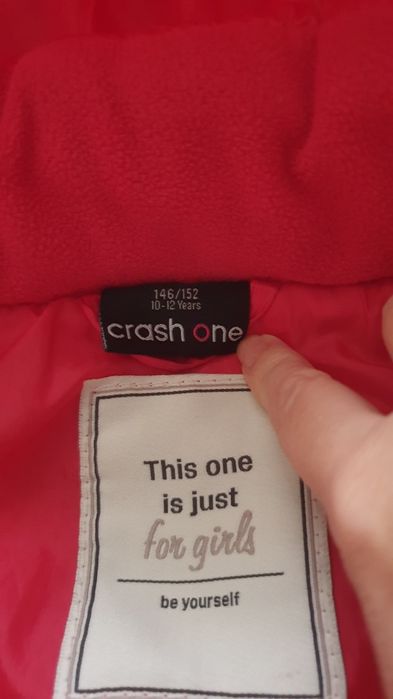 146/152
10-12 Years
crash one
This one
is just
for girls
be yourself